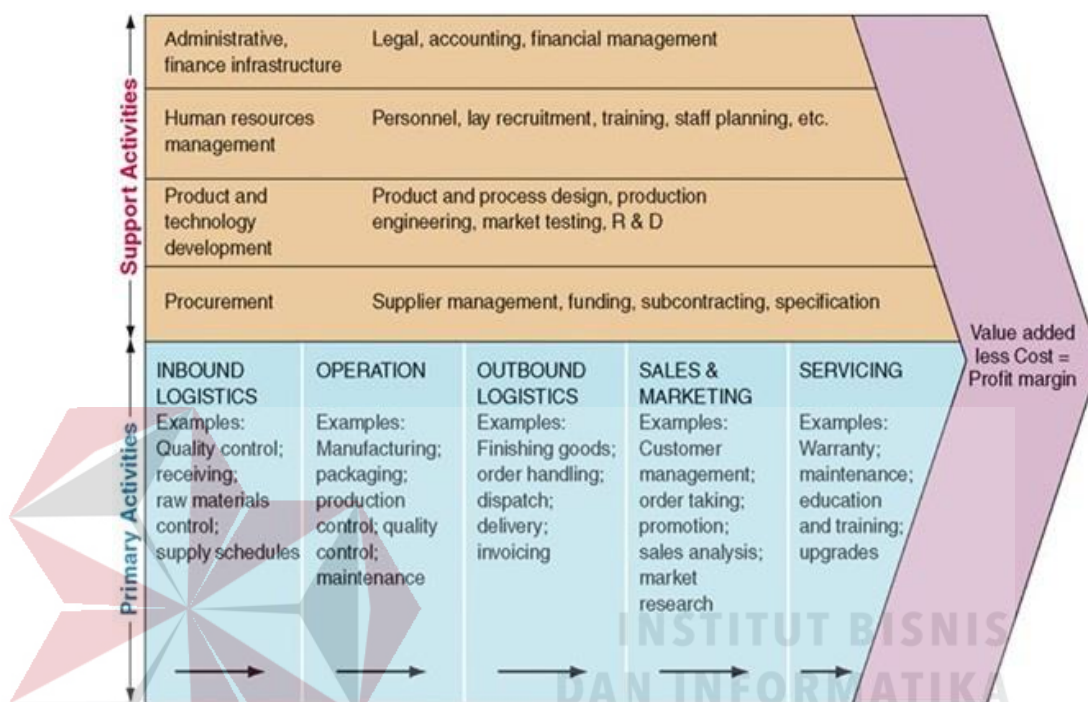 Support Activities
Administrative,
finance infrastructure
Legal, accounting, financial management
Human resources
management
Personnel, lay recruitment, training, staff planning, etc.
Product and
technology
development
Product and process design, production
engineering, market testing, R & D
Procurement
Supplier management, funding, subcontracting, specification
Primary Activities
INBOUND
LOGISTICS
Examples:
Quality control;
receiving;
raw materials
control;
supply schedules
OPERATION
Examples:
Manufacturing;
packaging;
production
control; quality
control;
maintenance
OUTBOUND
LOGISTICS
Examples:
Finishing goods;
order handling;
dispatch;
delivery;
invoicing
SALES &
MARKETING
Examples:
Customer
management;
order taking;
promotion;
sales analysis;
market
research
SERVICING
Examples:
Warranty;
maintenance;
education
and training;
upgrades
Value added
less Cost =
Profit margin
INSTITUT BISNIS
DAN INFORMATIKA